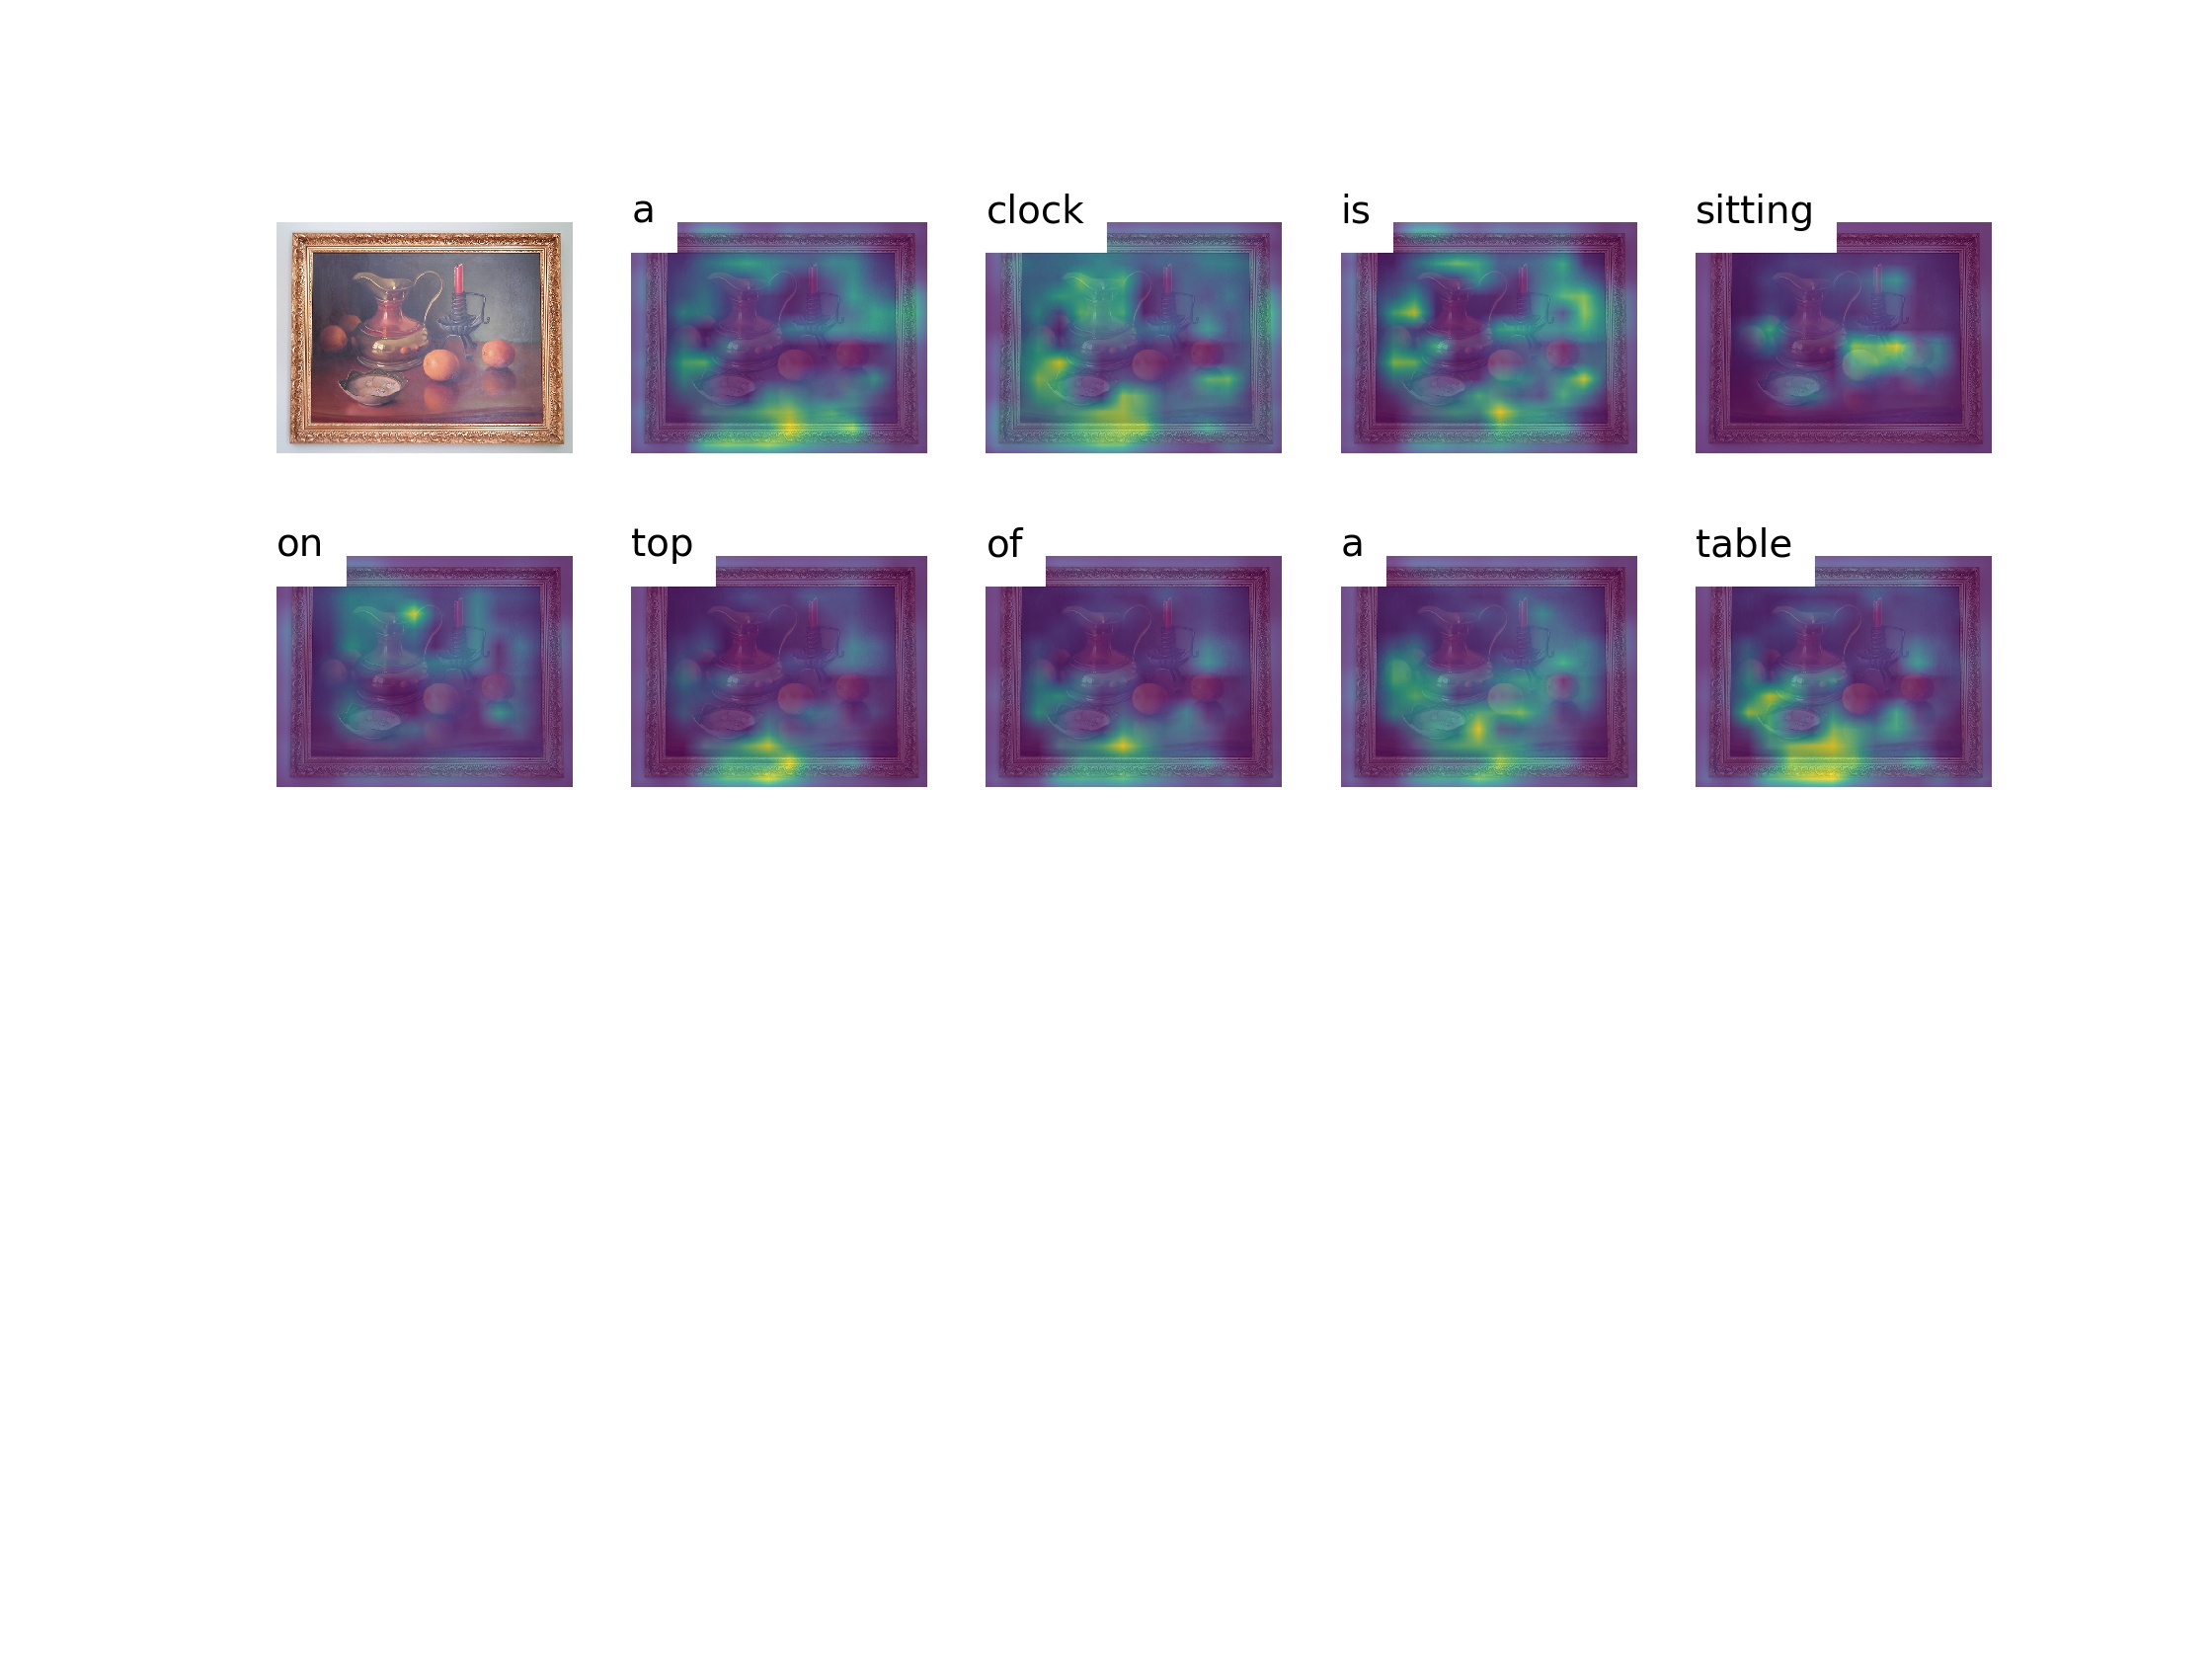 a clock is sitting
on top of a table